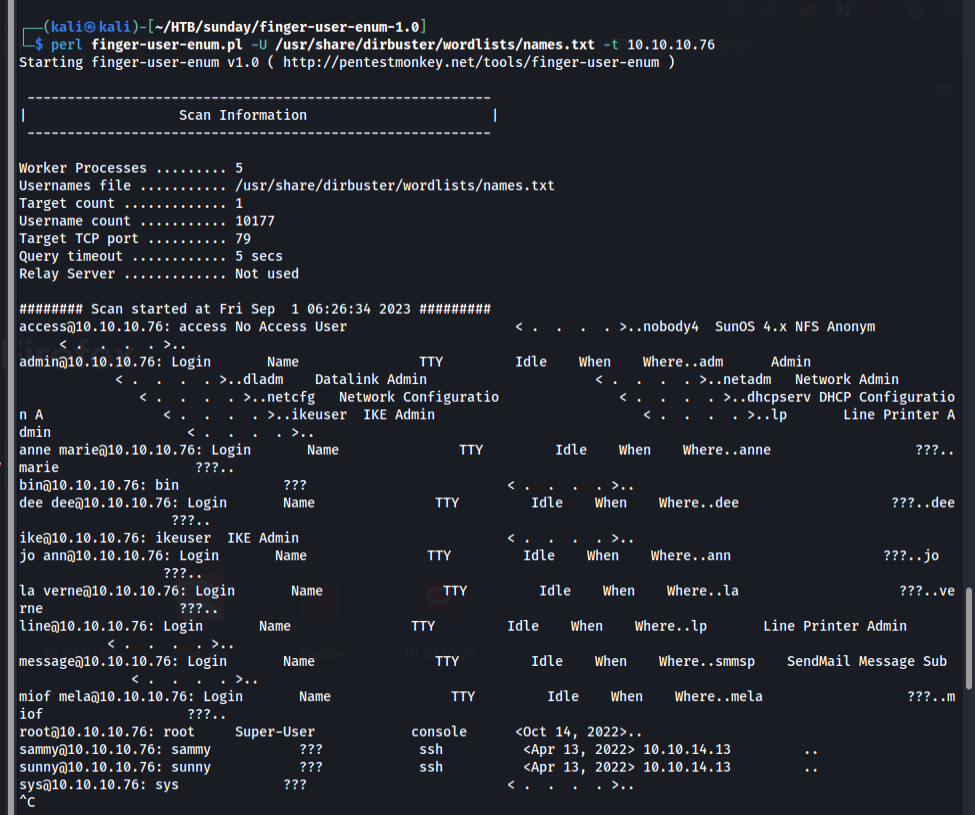 ┌──(kali㉿kali)-[~/HTB/sunday/finger-user-enum-1.0]
└─$ perl finger-user-enum.pl -U /usr/share/dirbuster/wordlists/names.txt -t 10.10.10.76
Starting finger-user-enum v1.0 ( http://pentestmonkey.net/tools/finger-user-enum )
----------------------------------------------------------
| Scan Information |
----------------------------------------------------------
Worker Processes ......... 5
Usernames file ........... /usr/share/dirbuster/wordlists/names.txt
Target count ............. 1
Username count ........... 10177
Target TCP port .......... 79
Query timeout ............ 5 secs
Relay Server ............. Not used
######## Scan started at Fri Sep  1 06:26:34 2023 #########
access@10.10.10.76: access No Access User < . . . . >..nobody4 SunOS 4.x NFS Anonym
< . . . . >..
admin@10.10.10.76: Login Name TTY Idle When Where..adm Admin
< . . . . >..dladm Datalink Admin < . . . . >..netadm Network Admin
< . . . . >..netcfg Network Configuratio < . . . . >..dhcpserv DHCP Configuratio
n A < . . . . >..ikeuser IKE Admin < . . . . >..lp Line Printer A
dmin < . . . . >..
anne marie@10.10.10.76: Login Name TTY Idle When Where..anne ???..
marie ???..
bin@10.10.10.76: bin ??? < . . . . >..
dee dee@10.10.10.76: Login Name TTY Idle When Where..dee ???..dee
???..
ike@10.10.10.76: ikeuser IKE Admin < . . . . >..
jo ann@10.10.10.76: Login Name TTY Idle When Where..ann ???..jo
???..
la verne@10.10.10.76: Login Name TTY Idle When Where..la ???..ve
rne ???..
line@10.10.10.76: Login Name TTY Idle When Where..lp Line Printer Admin
< . . . . >..
message@10.10.10.76: Login Name TTY Idle When Where..smmsp SendMail Message Sub
< . . . . >..
miof mela@10.10.10.76: Login Name TTY Idle When Where..mela ???..m
iof ???..
root@10.10.10.76: root Super-User console <Oct 14, 2022>..
sammy@10.10.10.76: sammy ??? ssh <Apr 13, 2022> 10.10.14.13 ..
sunny@10.10.10.76: sunny ??? ssh <Apr 13, 2022> 10.10.14.13 ..
sys@10.10.10.76: sys ??? < . . . . >..
^C